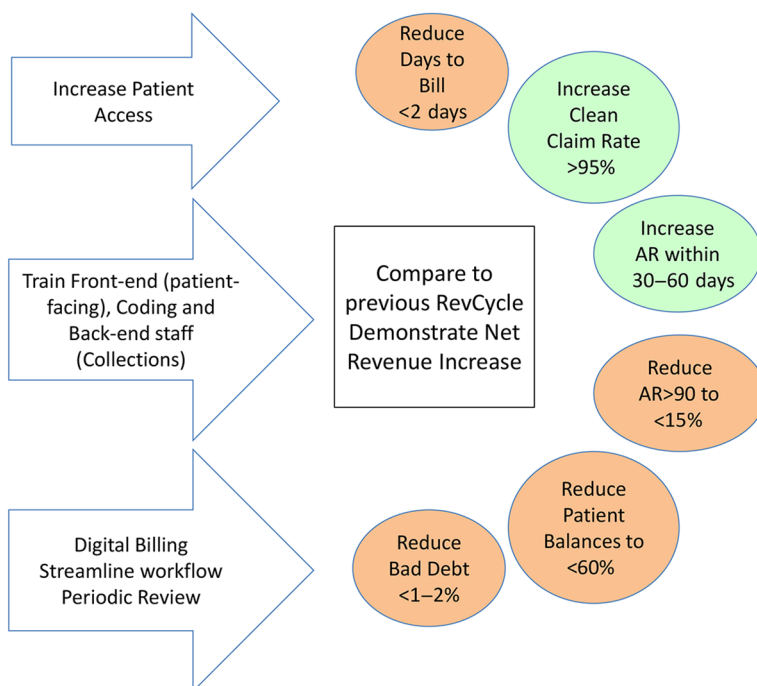 Increase Patient
Access
Train Front-end (patient-
facing), Coding and
Back-end staff
(Collections)
Digital Billing
Streamline workflow
Periodic Review
Compare to
previous RevCycle
Demonstrate Net
Revenue Increase
Reduce
Days to
Bill
<2 days
Increase
Clean
Claim Rate
>95%
Increase
AR within
30–60 days
Reduce
AR>90 to
<15%
Reduce
Patient
Balances to
<60%
Reduce
Bad Debt
<1–2%